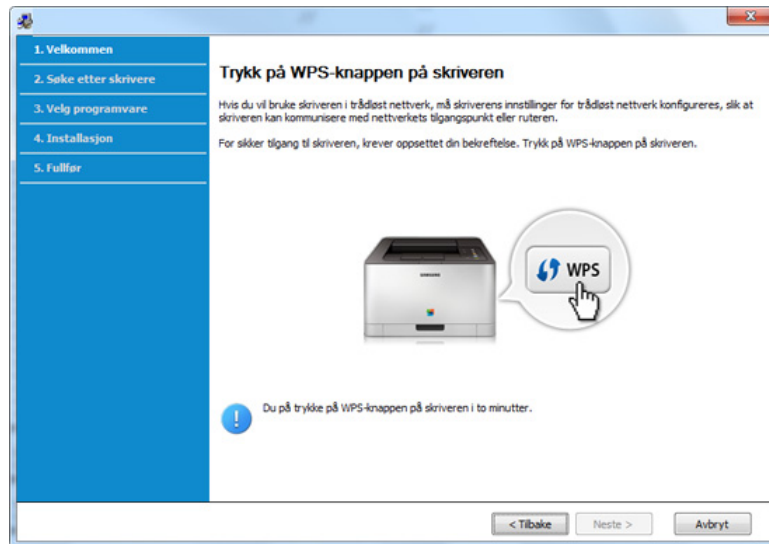 1. Velkommen
2. Søke etter skrivere
3. Velg programvare
4. Installasjon
5. Fullfør
Trykk på WPS-knappen på skriveren
Hvis du vil bruke skriveren i trådløst nettverk, må skriverens innstillinger for trådløst nettverk konfigureres, slik at
skriveren kan kommunisere med nettverkets tilgangspunkt eller ruteren.
For sikker tilgang til skriveren, krever oppsettet din bekreftelse. Trykk på WPS-knappen på skriveren.
SAMSUNG
WPS
Du på trykke på WPS-knappen på skriveren i to minutter.
< Tilbake
Neste >
Avbryt